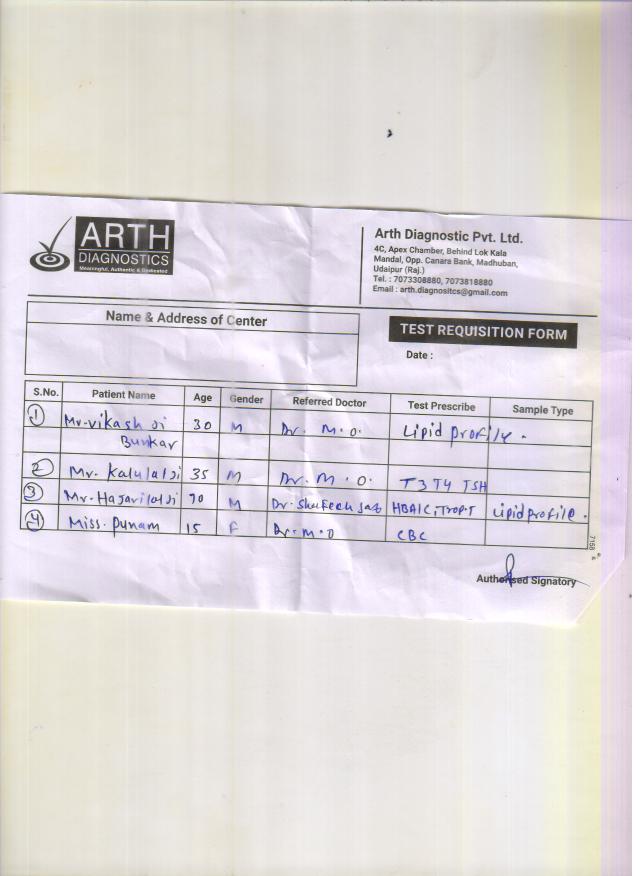 ARTH
DIAGNOSTICS
Meaningful, Authentic & Dedicated
Arth Diagnostic Pvt. Ltd.
4C, Apex Chamber, Behind Lok Kala
Mandal, Opp. Canara Bank, Madhuban,
Udaipur (Raj.)
Tel. : 7073308880, 7073818880
Email : arth.diagnositcs@gmail.com
Name & Address of Center
TEST REQUISITION FORM
Date :
S.No. Patient Name Age Gender Referred Doctor Test Prescribe Sample Type
1 Mr. vikash Ji 30 M Dr. M.O. Lipid profile.
Bunkar
2 Mr. Kalulal Ji 35 M Dr. M.O. T3 T4 TSH
3 Mr. Hajarilal Ji 70 M Dr. HBA1C, Trop.T Lipid profile.
4 Miss. Punam 15 F Dr. M.O CBC
7158
Authorised Signatory